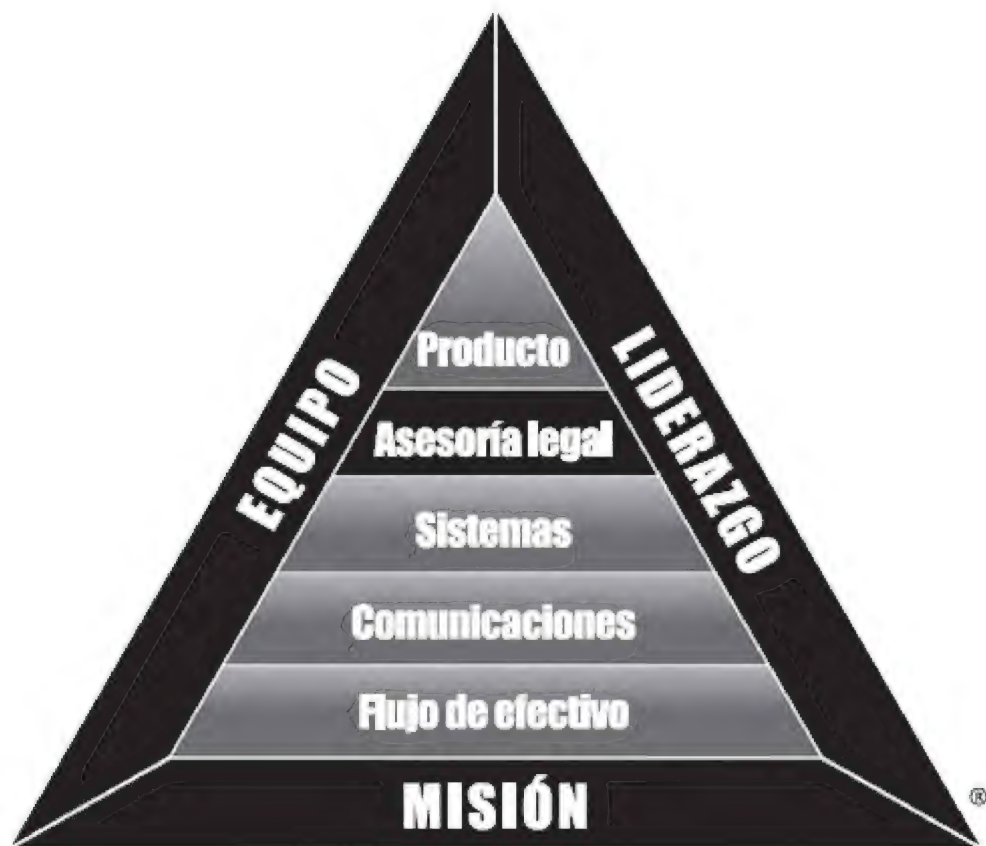 EQUIPO
LIDERAZGO
Producto
Asesoría legal
Sistemas
Comunicaciones
Flujo de efectivo
MISIÓN
®